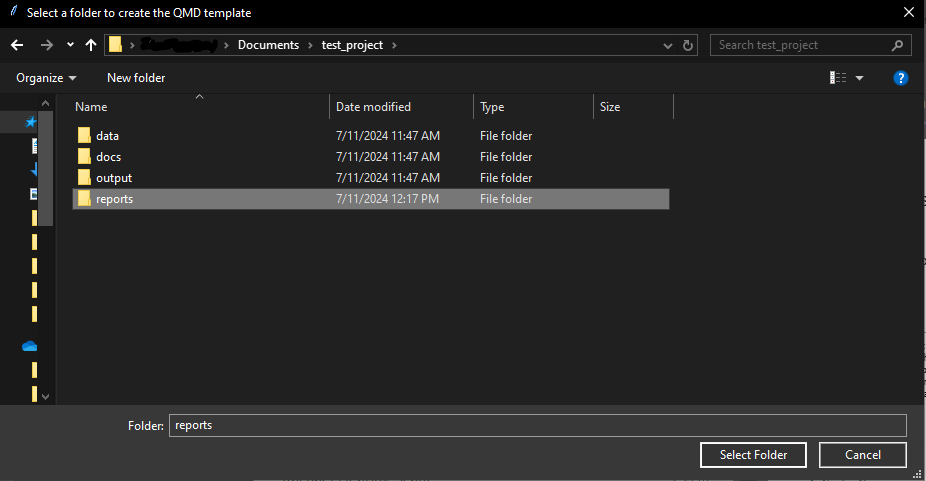 Select a folder to create the QMD template
Documents > test_project >
Search test_project
Organize
New folder
Name Date modified Type Size
data 7/11/2024 11:47 AM File folder
docs 7/11/2024 11:47 AM File folder
output 7/11/2024 11:47 AM File folder
reports 7/11/2024 12:17 PM File folder
Folder: reports
Select Folder Cancel